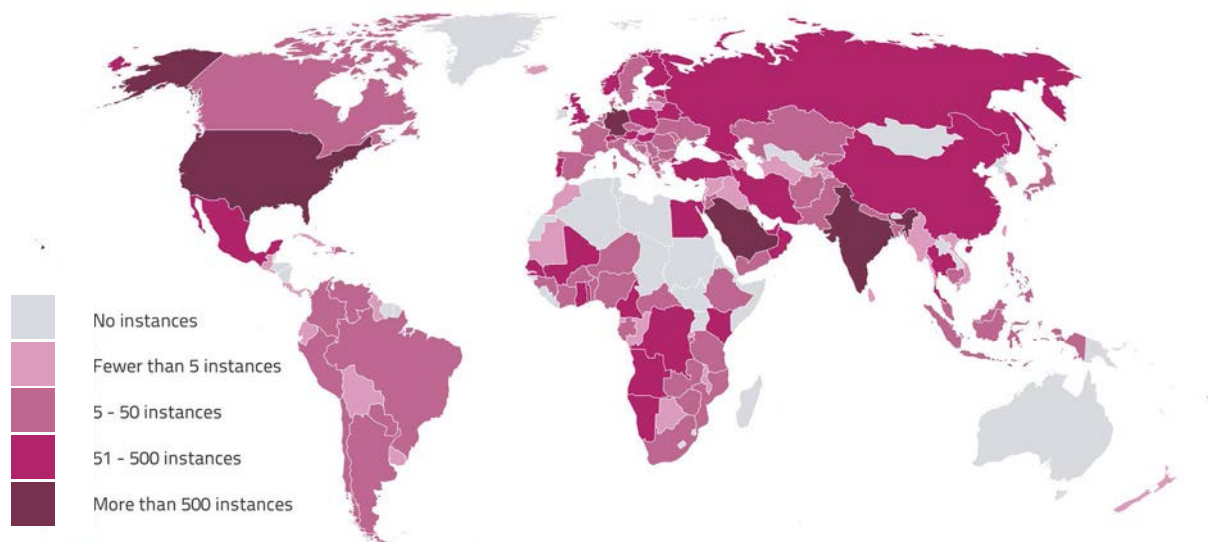 No instances
Fewer than 5 instances
5 - 50 instances
51 - 500 instances
More than 500 instances